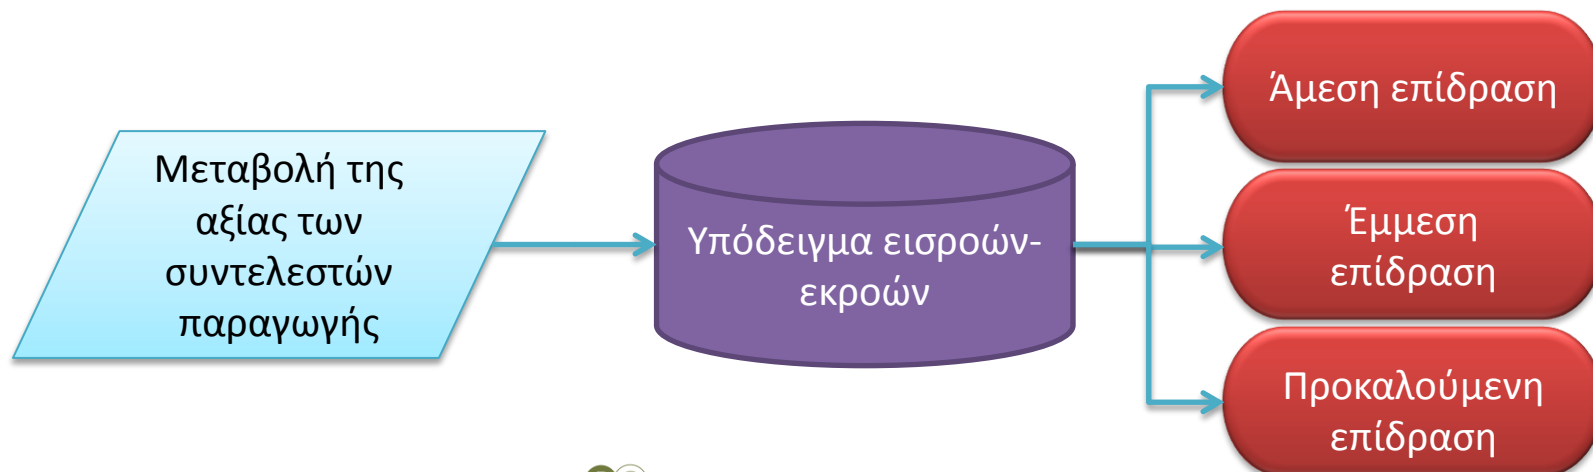 Μεταβολή της
αξίας των
συντελεστών
παραγωγής
Υπόδειγμα εισροών-
εκροών
Άμεση επίδραση
Έμμεση
επίδραση
Προκαλούμενη
επίδραση